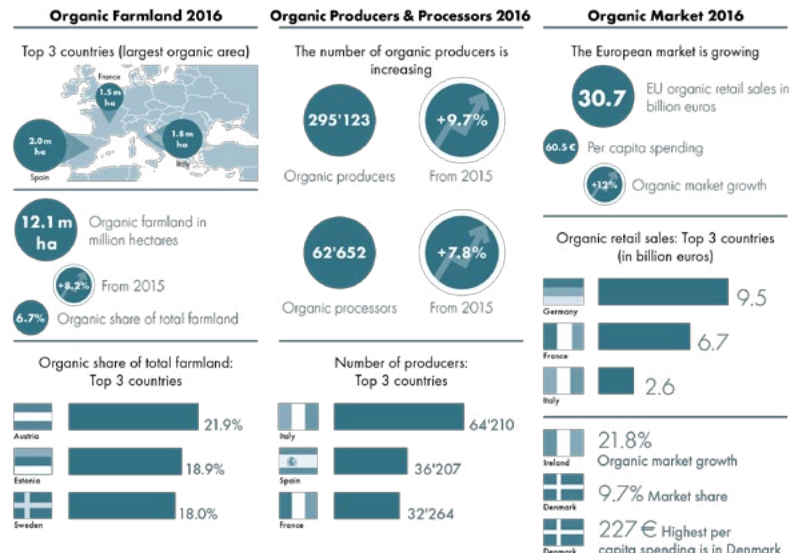 Organic Farmland 2016
Top 3 countries (largest organic area)
France
1.5 m
ha
2.0 m
ha
Spain
1.8 m
ha
Italy
12.1 m
ha
Organic farmland in
million hectares
+8.2%
From 2015
6.7%
Organic share of total farmland
Organic share of total farmland:
Top 3 countries
Austria
21.9%
Estonia
18.9%
Sweden
18.0%
Organic Producers & Processors 2016
The number of organic producers is
increasing
295'123
+9.7%
Organic producers
From 2015
62'652
+7.8%
Organic processors
From 2015
Number of producers:
Top 3 countries
Italy
64'210
Spain
36'207
France
32'264
Organic Market 2016
The European market is growing
30.7
EU organic retail sales in
billion euros
60.5 €
Per capita spending
+12%
Organic market growth
Organic retail sales: Top 3 countries
(in billion euros)
Germany
9.5
France
6.7
Italy
2.6
Ireland
21.8%
Organic market growth
Denmark
9.7% Market share
Denmark
227 € Highest per
capita spending is in Denmark